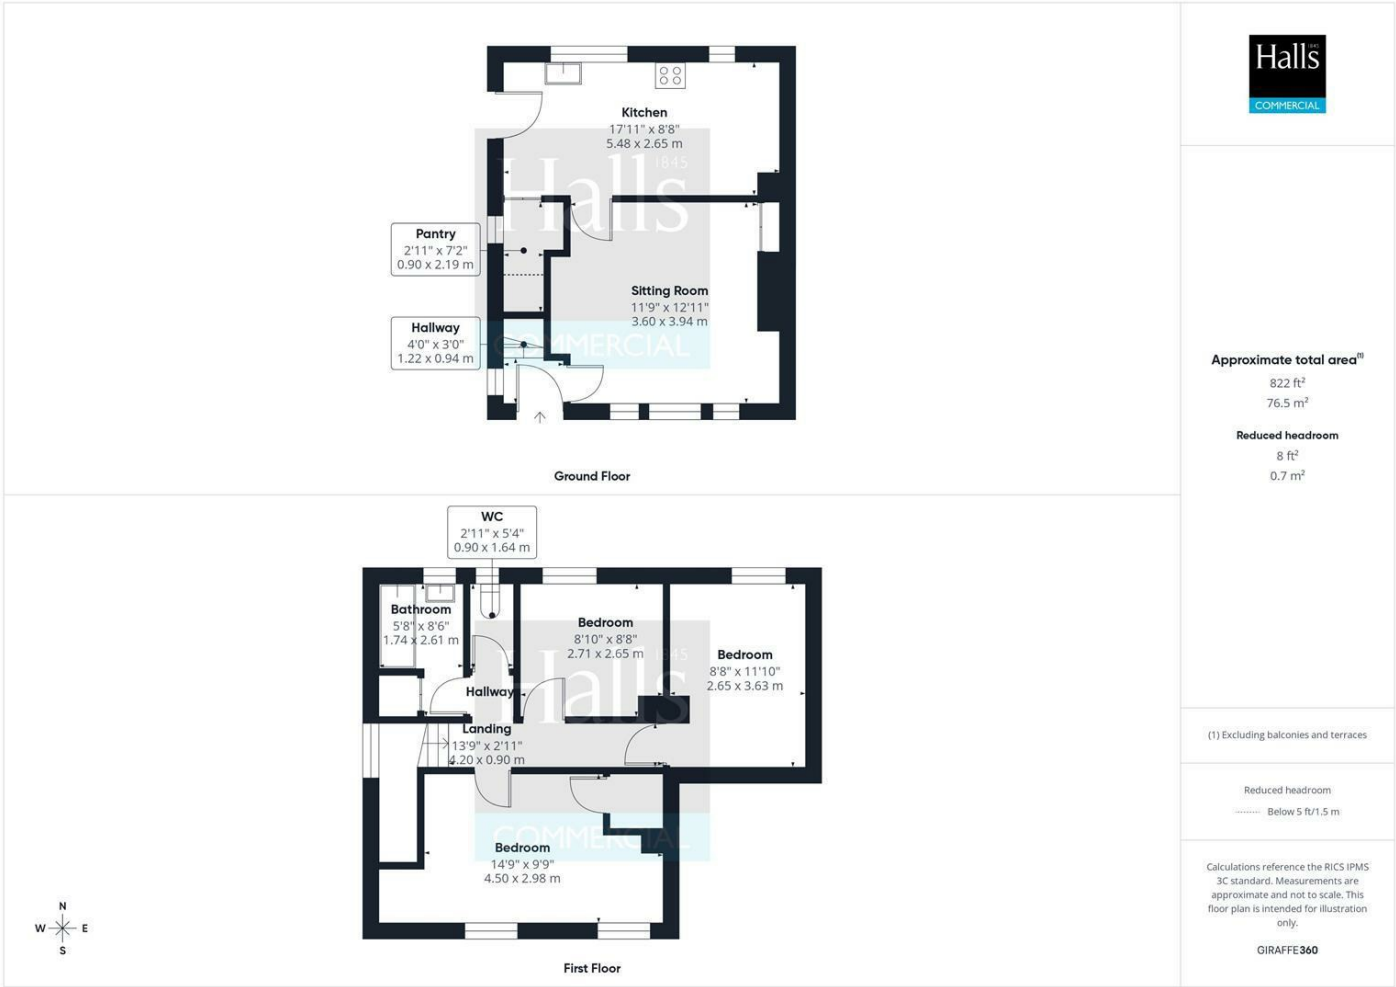 Kitchen
17'11" x 8'8"
5.48 x 2.65 m
Halls
1845
COMMERCIAL
Pantry
2'11" x 7'2"
0.90 x 2.19 m
Sitting Room
11'9" x 12'11"
3.60 x 3.94 m
Hallway
4'0" x 3'0"
1.22 x 0.94 m
Ground Floor
WC
2'11" x 5'4"
0.90 x 1.64 m
Bathroom
5'8" x 8'6"
1.74 x 2.61 m
Bedroom
8'10" x 8'8"
2.71 x 2.65 m
Bedroom
8'8" x 11'10"
2.65 x 3.63 m
Halls
1845
COMMERCIAL
Hallway
Landing
13'9" x 2'11"
4.20 x 0.90 m
Bedroom
14'9" x 9'9"
4.50 x 2.98 m
N
W E
S
First Floor
Halls
1845
COMMERCIAL
Approximate total area(1)
822 ft²
76.5 m²
Reduced headroom
8 ft²
0.7 m²
(1) Excluding balconies and terraces
Reduced headroom
Below 5 ft/1.5 m
Calculations reference the RICS IPMS
3C standard. Measurements are
approximate and not to scale. This
floor plan is intended for illustration
only.
GIRAFFE360